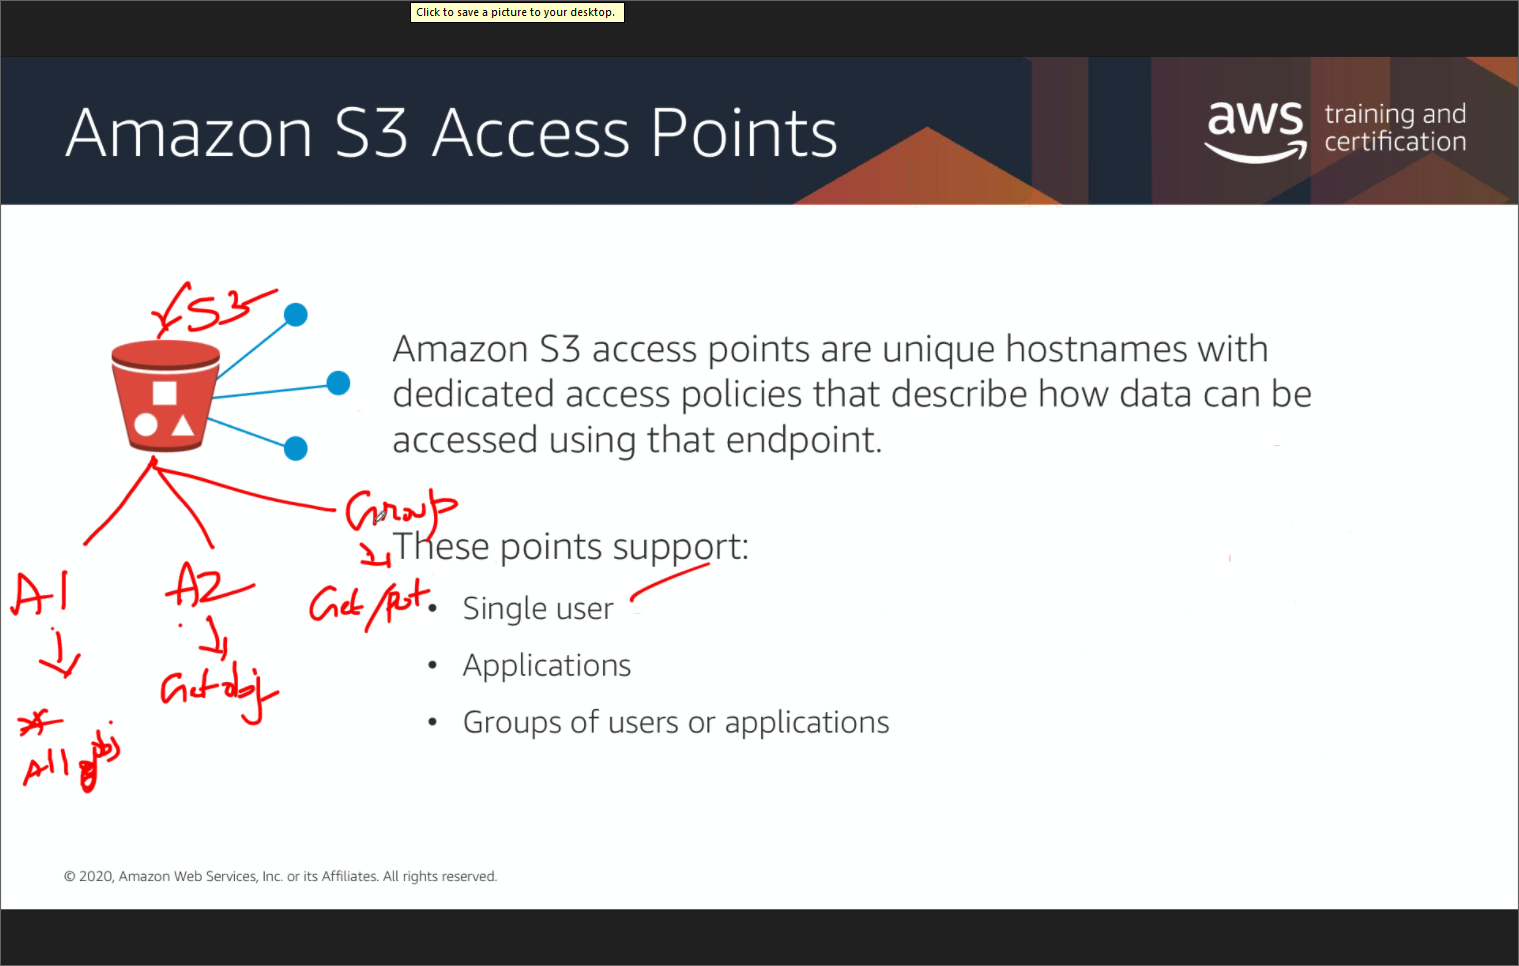 Click to save a picture to your desktop.
Amazon S3 Access Points
aws training and
certification
S3
Amazon S3 access points are unique hostnames with
dedicated access policies that describe how data can be
accessed using that endpoint.
Group
These points support:
A1
A2
Get/put
• Single user
• Applications
Get obj
• Groups of users or applications
*
All obj
© 2020, Amazon Web Services, Inc. or its Affiliates. All rights reserved.